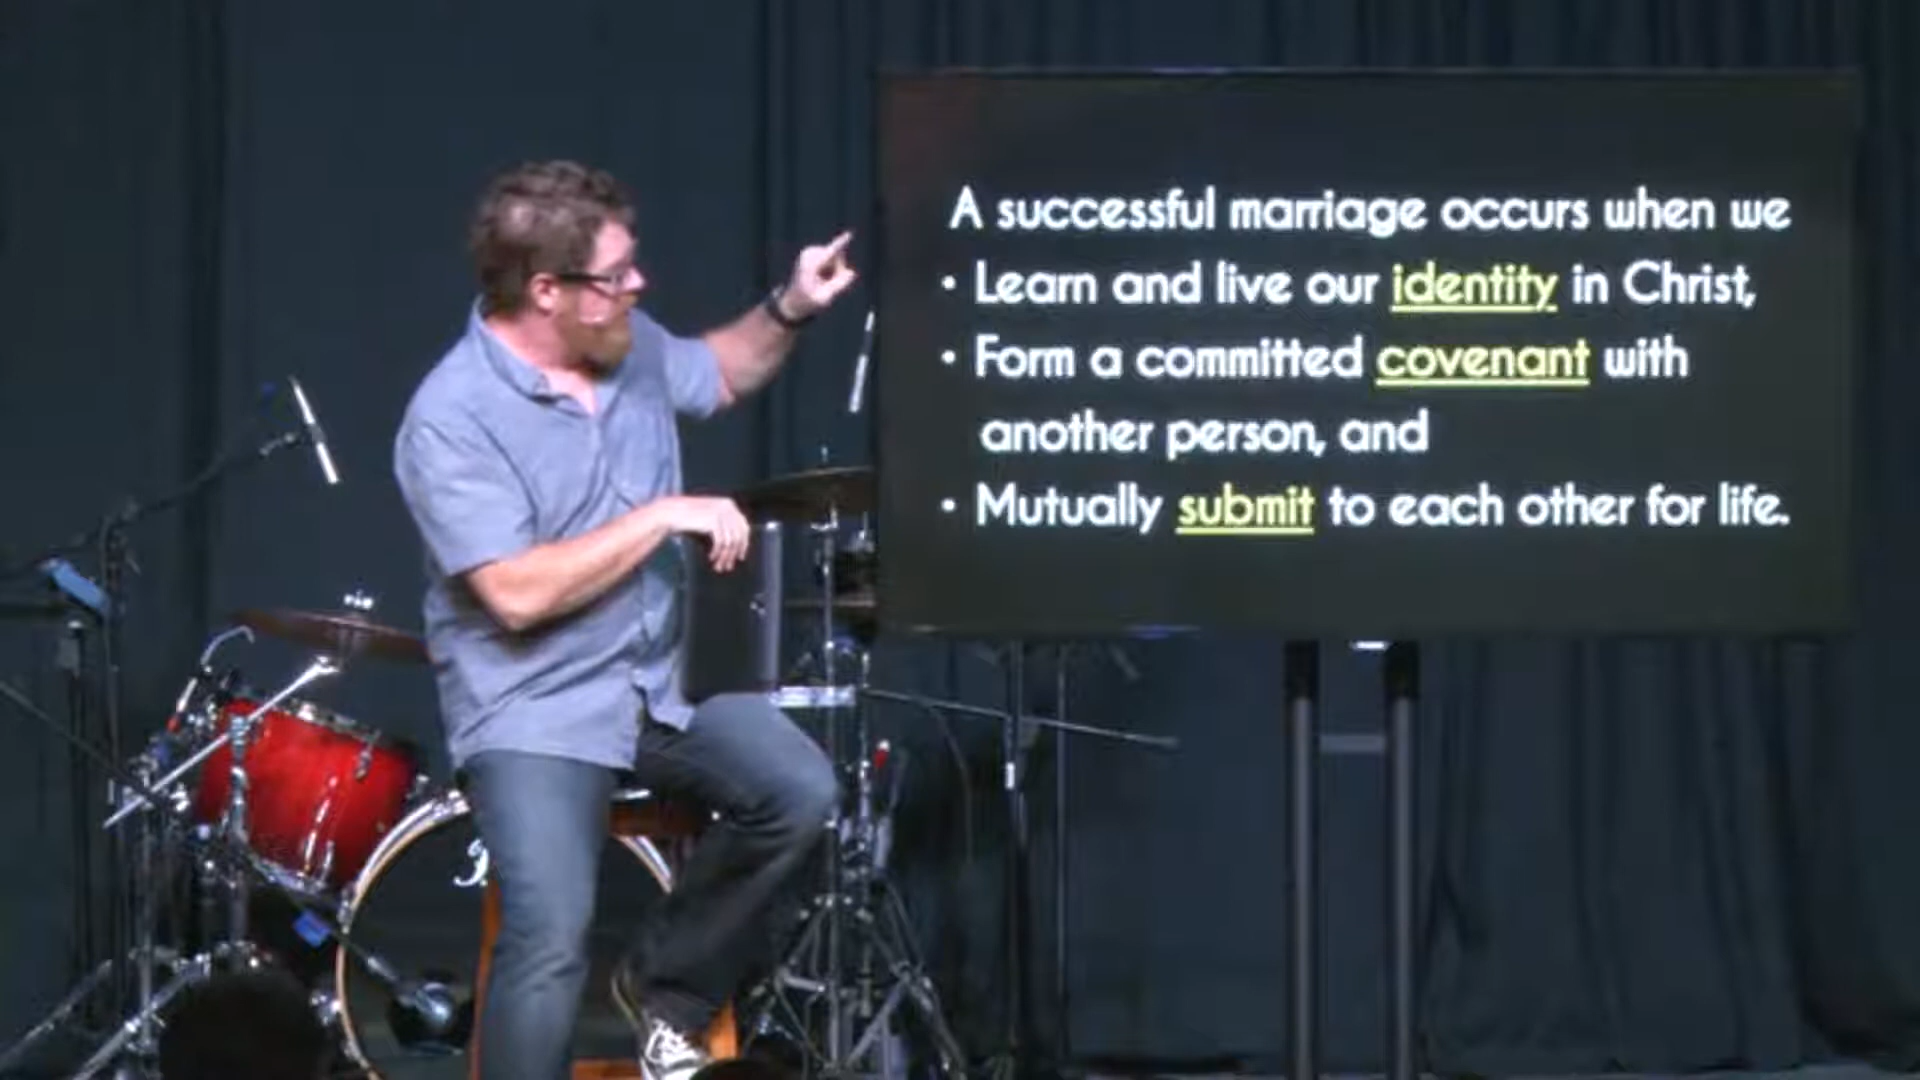 A successful marriage occurs when we
• Learn and live our identity in Christ,
• Form a committed covenant with
another person, and
• Mutually submit to each other for life.